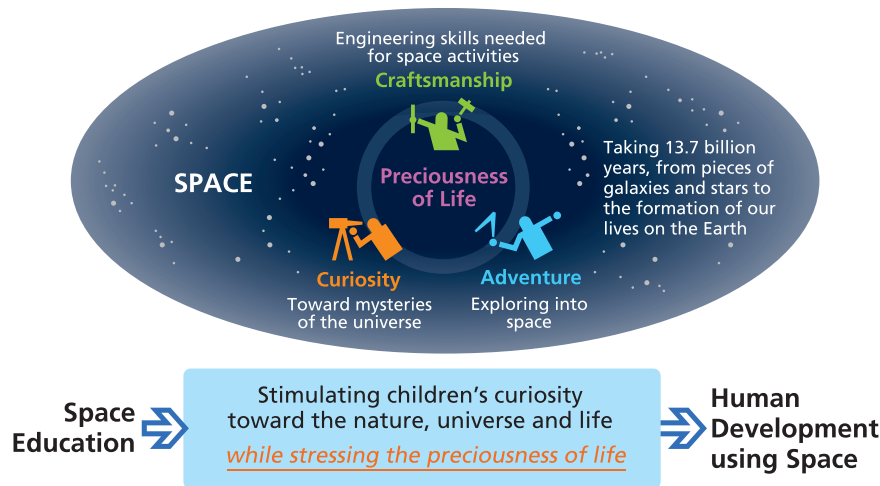 Engineering skills needed
for space activities
Craftsmanship
SPACE
Preciousness
of Life
Taking 13.7 billion
years, from pieces of
galaxies and stars to
the formation of our
lives on the Earth
Curiosity
Toward mysteries
of the universe
Adventure
Exploring into
space
Space
Education
Stimulating children’s curiosity
toward the nature, universe and life
while stressing the preciousness of life
Human
Development
using Space